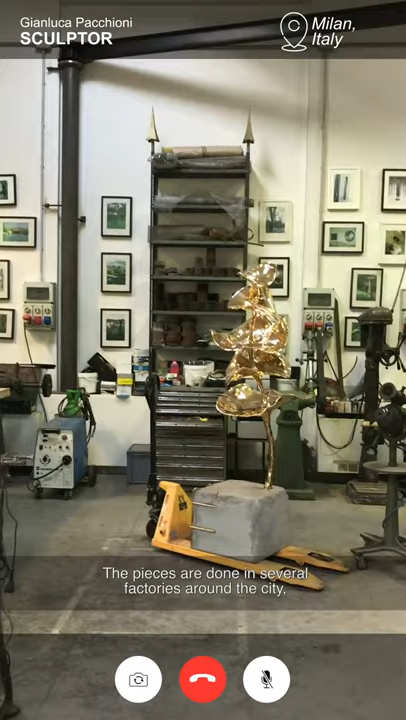 Gianluca Pacchioni
SCULPTOR
Milan,
Italy
The pieces are done in several
factories around the city,